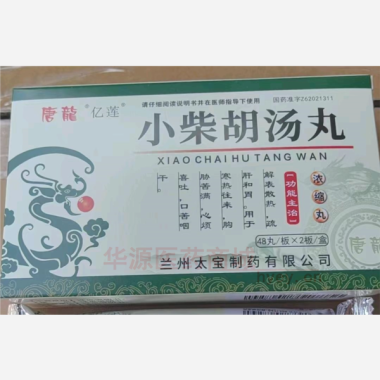 唐龍 亿莲
请仔细阅读说明书并在医师指导下使用
国药准字Z62021311
小柴胡汤丸
XIAO CHAI HU TANG WAN
浓缩丸
【功能主治】
解表散热,疏
肝和胃。用于
寒热往来,胸
胁苦满,心烦
喜吐,口苦咽
干。
48丸/板×2板/盒
兰州太宝制药有限公司